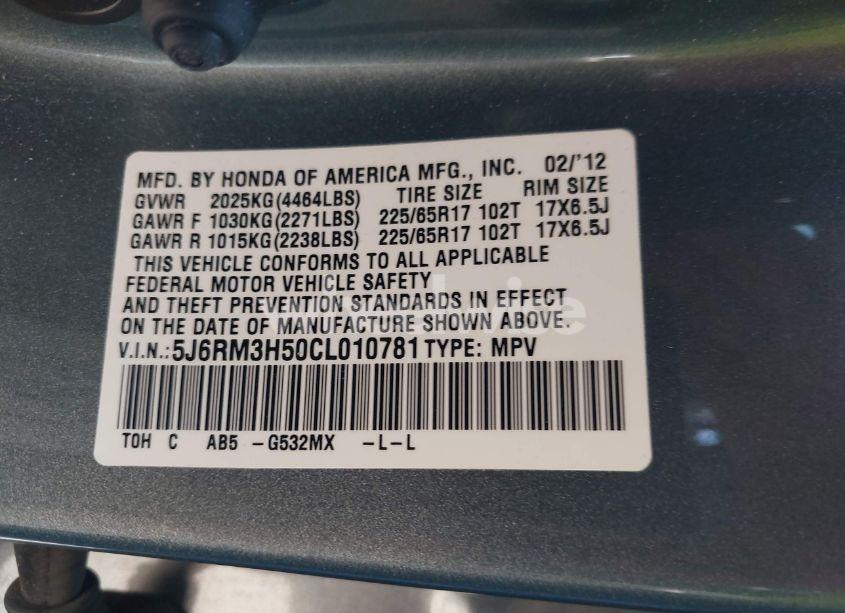 MFD. BY HONDA OF AMERICA MFG., INC. 02/'12
GVWR 2025KG(4464LBS) TIRE SIZE RIM SIZE
GAWR F 1030KG(2271LBS) 225/65R17 102T 17X6.5J
GAWR R 1015KG(2238LBS) 225/65R17 102T 17X6.5J
THIS VEHICLE CONFORMS TO ALL APPLICABLE
FEDERAL MOTOR VEHICLE SAFETY
AND THEFT PREVENTION STANDARDS IN EFFECT
ON THE DATE OF MANUFACTURE SHOWN ABOVE.
V.I.N.:5J6RM3H50CL010781 TYPE: MPV
TOH C AB5 -G532MX -L-L